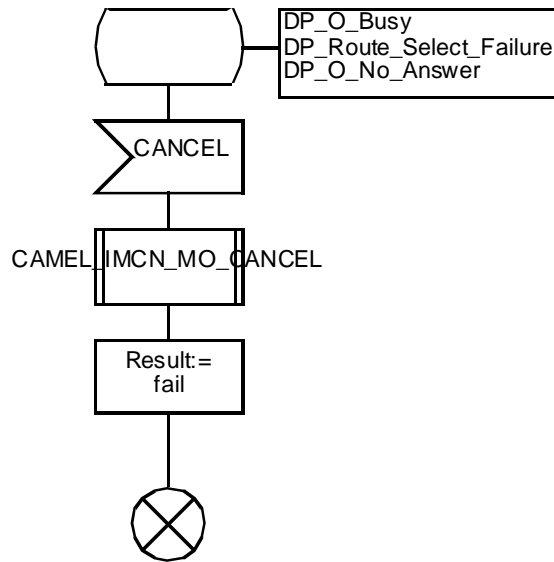 DP_O_Busy
DP_Route_Select_Failure
DP_O_No_Answer
CANCEL
CAMEL_IMCN_MO_CANCEL
Result:=
fail